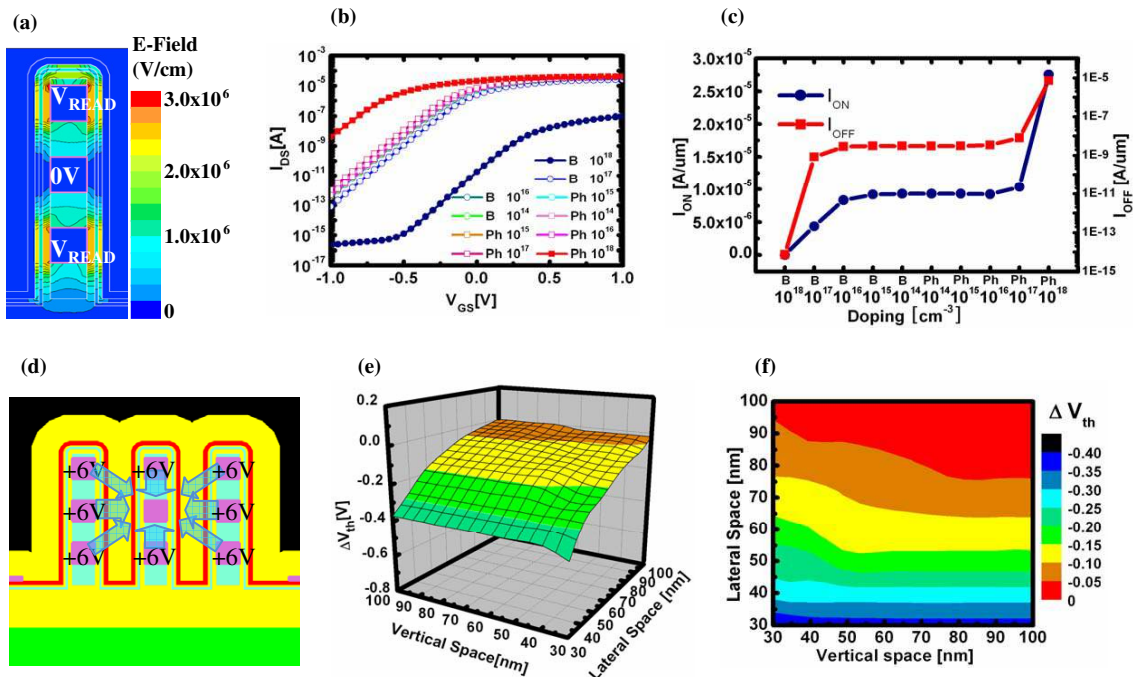 (a)
E-Field
(V/cm)
V_READ
0V
V_READ
3.0x10^6
2.0x10^6
1.0x10^6
0
(b)
I_DS [A]
10^-3
10^-5
10^-7
10^-9
10^-11
10^-13
10^-15
10^-17
B 10^18
B 10^17
B 10^16
Ph 10^15
B 10^14
Ph 10^14
B 10^15
Ph 10^16
Ph 10^17
Ph 10^18
-1.0 -0.5 0.0 0.5 1.0
V_GS[V]
(c)
I_ON [A/um]
3.0x10^-5
2.5x10^-5
2.0x10^-5
1.5x10^-5
1.0x10^-5
5.0x10^-6
0.0
I_ON
I_OFF
1E-5
1E-7
1E-9
1E-11
1E-13
1E-15
I_OFF [A/um]
B B B B B Ph Ph Ph Ph Ph
10^18 10^17 10^16 10^15 10^14 10^14 10^15 10^16 10^17 10^18
Doping [cm^-3]
(d)
+6V +6V +6V
+6V +6V
+6V +6V +6V
(e)
ΔV_th[V]
0.2
0.0
-0.2
-0.4
-0.6
-0.8
100 90 80 70 60 50 40 30
Vertical Space[nm]
30 40 50 60 70 80 90 100
Lateral Space [nm]
(f)
Lateral Space [nm]
100
90
80
70
60
50
40
30
30 40 50 60 70 80 90 100
Vertical space [nm]
Δ V_th
-0.40
-0.35
-0.30
-0.25
-0.20
-0.15
-0.10
-0.05
0